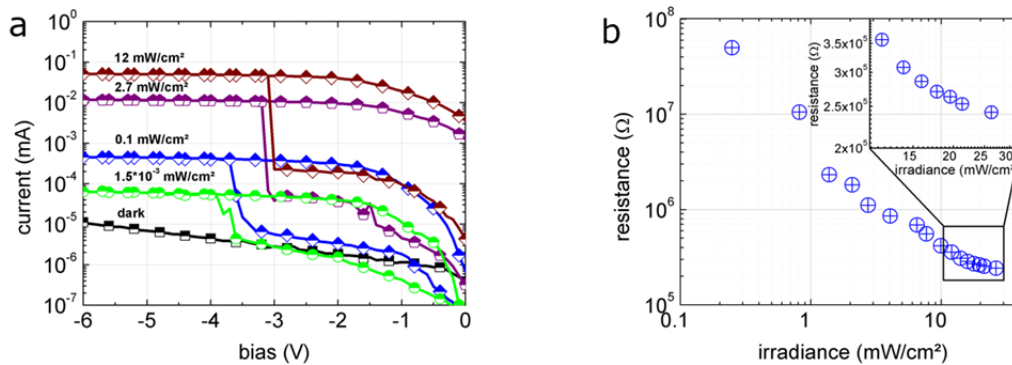 a
current (mA)
10⁰
10⁻¹
10⁻²
10⁻³
10⁻⁴
10⁻⁵
10⁻⁶
10⁻⁷
12 mW/cm²
2.7 mW/cm²
0.1 mW/cm²
1.5*10⁻³ mW/cm²
dark
-6 -5 -4 -3 -2 -1 0
bias (V)
b
resistance (Ω)
10⁸
10⁷
10⁶
10⁵
0.1 1 10
irradiance (mW/cm²)
resistance (Ω)
3.5x10⁵
3x10⁵
2.5x10⁵
2x10⁵
15 20 25 30
irradiance (mW/cm²